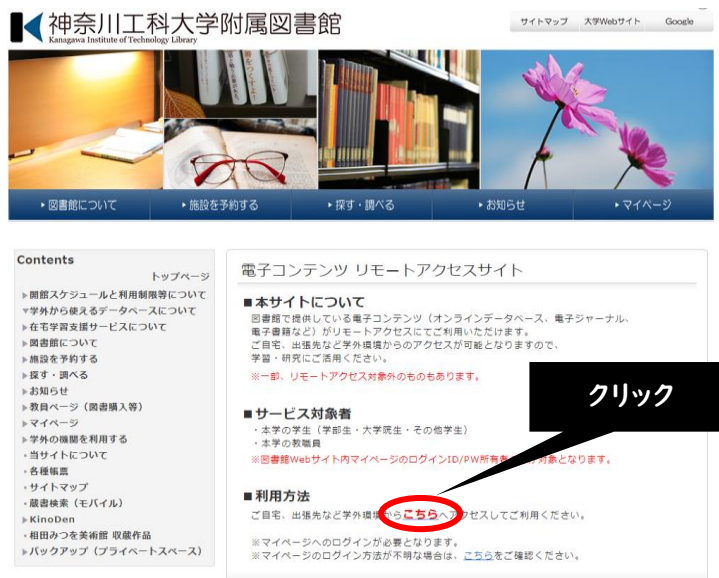 神奈川工科大学附属図書館
Kanagawa Institute of Technology Library
サイトマップ 大学Webサイト Google
図書館について 施設を予約する 探す・調べる お知らせ マイページ
Contents
トップページ
開館スケジュールと利用制限等について
学外から使えるデータベースについて
在宅学習支援サービスについて
図書館について
施設を予約する
探す・調べる
お知らせ
教員ページ（図書購入等）
マイページ
学外の機関を利用する
当サイトについて
各種帳票
サイトマップ
蔵書検索（モバイル）
KinoDen
相田みつを美術館 収蔵作品
バックアップ（プライベートスペース）
電子コンテンツ リモートアクセスサイト
■本サイトについて
図書館で提供している電子コンテンツ（オンラインデータベース、電子ジャーナル、
電子書籍など）がリモートアクセスにてご利用いただけます。
ご自宅、出張先など学外環境からのアクセスが可能となりますので、
学習・研究にご活用ください。
※一部、リモートアクセス対象外のものもあります。
クリック
■サービス対象者
・本学の学生（学部生・大学院生・その他学生）
・本学の教職員
※図書館Webサイト内マイページのログインID/PW所有者 対象となります。
■利用方法
ご自宅、出張先など学外環境からこちらへアクセスしてご利用ください。
※マイページへのログインが必要となります。
※マイページのログイン方法が不明な場合は、こちらをご確認ください。